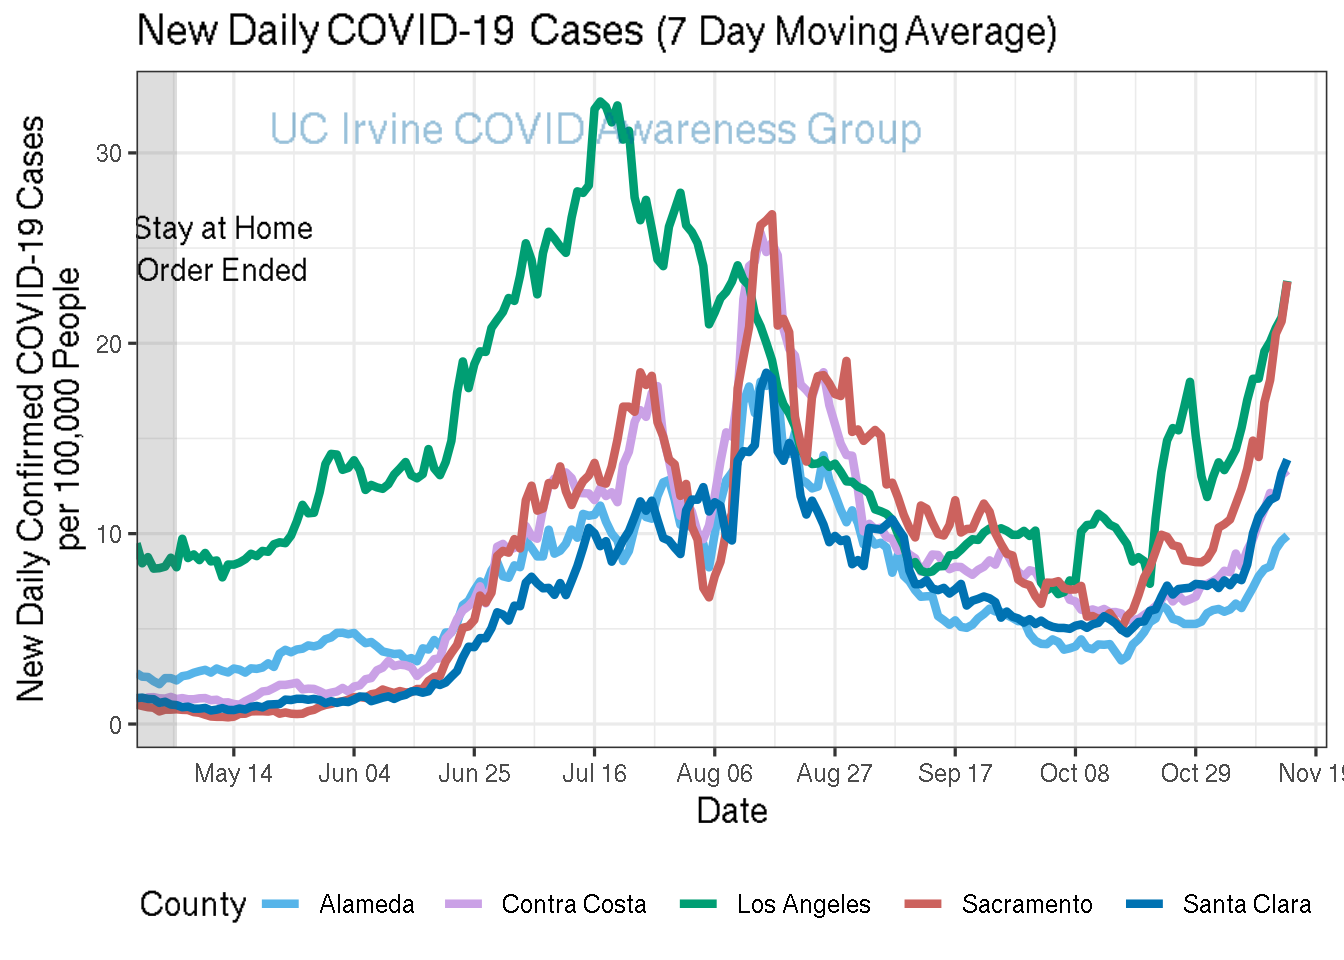 New Daily COVID-19 Cases (7 Day Moving Average)
UC Irvine COVID Awareness Group
Stay at Home
Order Ended
New Daily Confirmed COVID-19 Cases
per 100,000 People
30
20
10
0
May 14 Jun 04 Jun 25 Jul 16 Aug 06 Aug 27 Sep 17 Oct 08 Oct 29 Nov 19
Date
County Alameda Contra Costa Los Angeles Sacramento Santa Clara